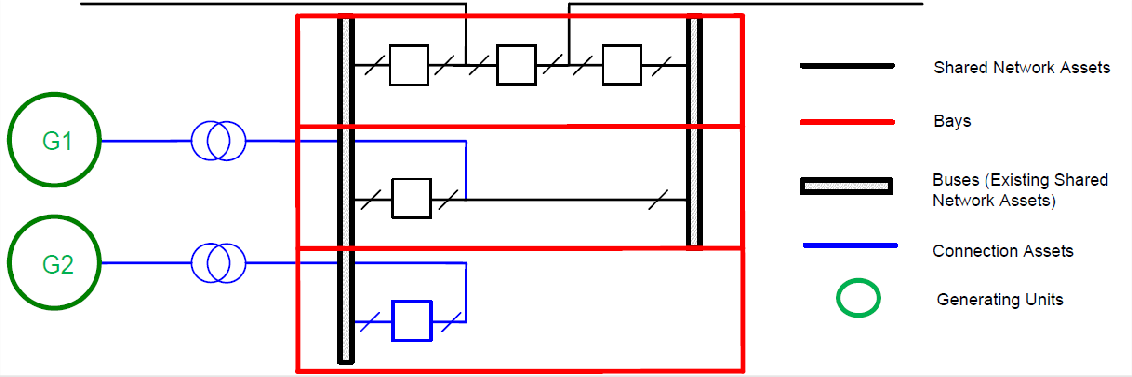 Shared Network Assets
G1
Bays
Buses (Existing Shared
Network Assets)
G2
Connection Assets
Generating Units